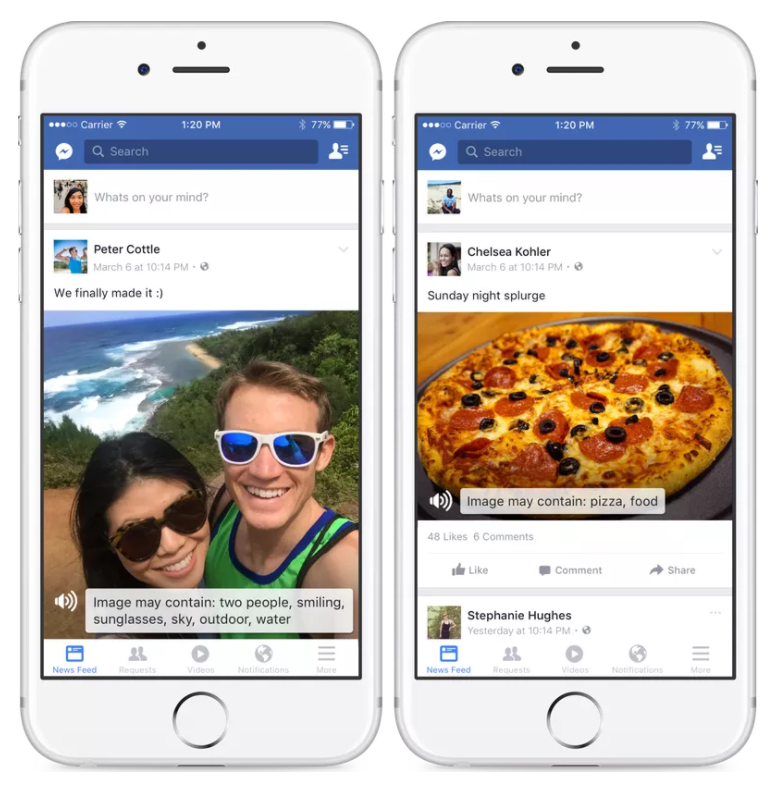 Carrier 1:20 PM 77%
Search
Whats on your mind?
Peter Cottle
March 6 at 10:14 PM •
We finally made it :)
Image may contain: two people, smiling,
sunglasses, sky, outdoor, water
News Feed Requests Videos Notifications More
Carrier 1:20 PM 77%
Search
Whats on your mind?
Chelsea Kohler
March 6 at 10:14 PM •
Sunday night splurge
Image may contain: pizza, food
48 Likes 6 Comments
Like Comment Share
Stephanie Hughes
Yesterday at 10:14 PM •
News Feed Requests Videos Notifications More